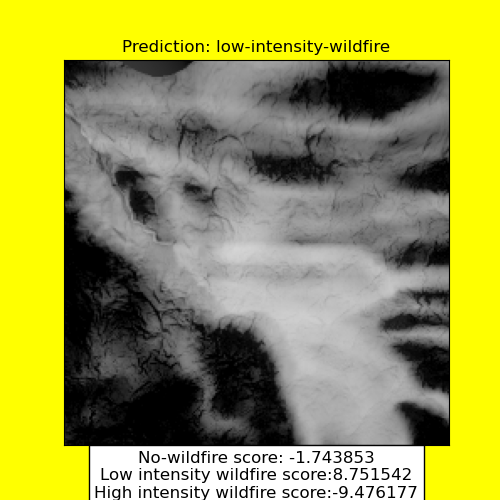 Prediction: low-intensity-wildfire
No-wildfire score: -1.743853
Low intensity wildfire score:8.751542
High intensity wildfire score:-9.476177